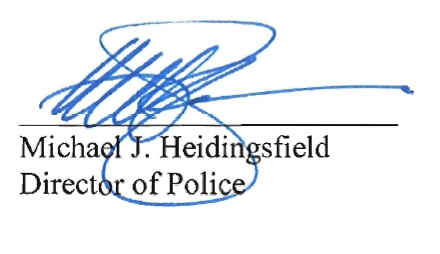 Michael J. Heidingsfield
Director of Police